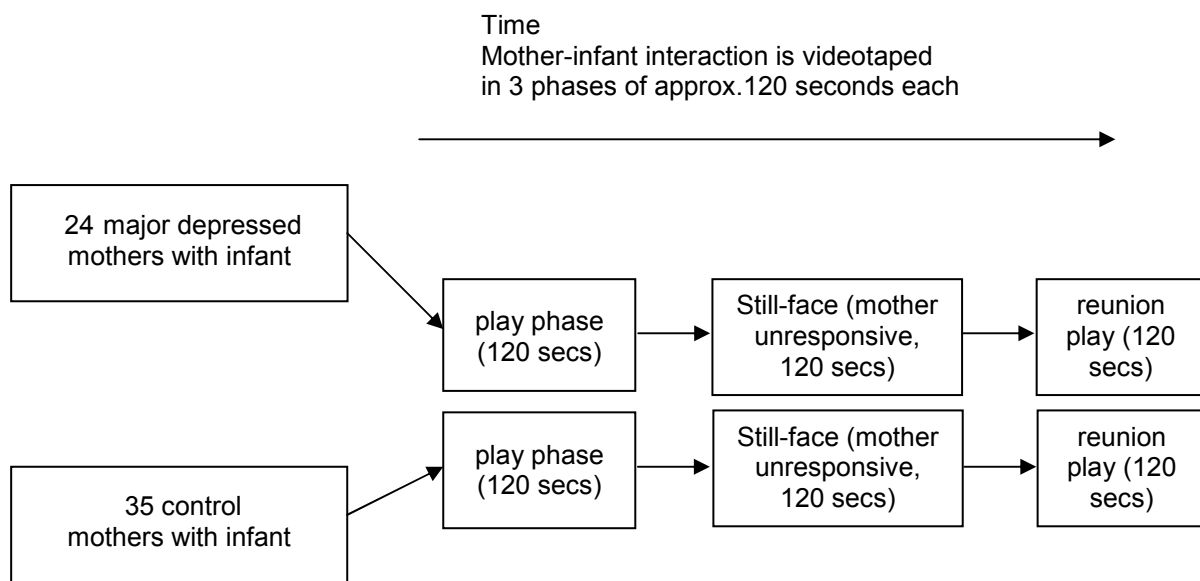 Time
Mother-infant interaction is videotaped
in 3 phases of approx.120 seconds each
24 major depressed
mothers with infant
play phase
(120 secs)
Still-face (mother
unresponsive,
120 secs)
reunion
play (120
secs)
35 control
mothers with infant
play phase
(120 secs)
Still-face (mother
unresponsive,
120 secs)
reunion
play (120
secs)